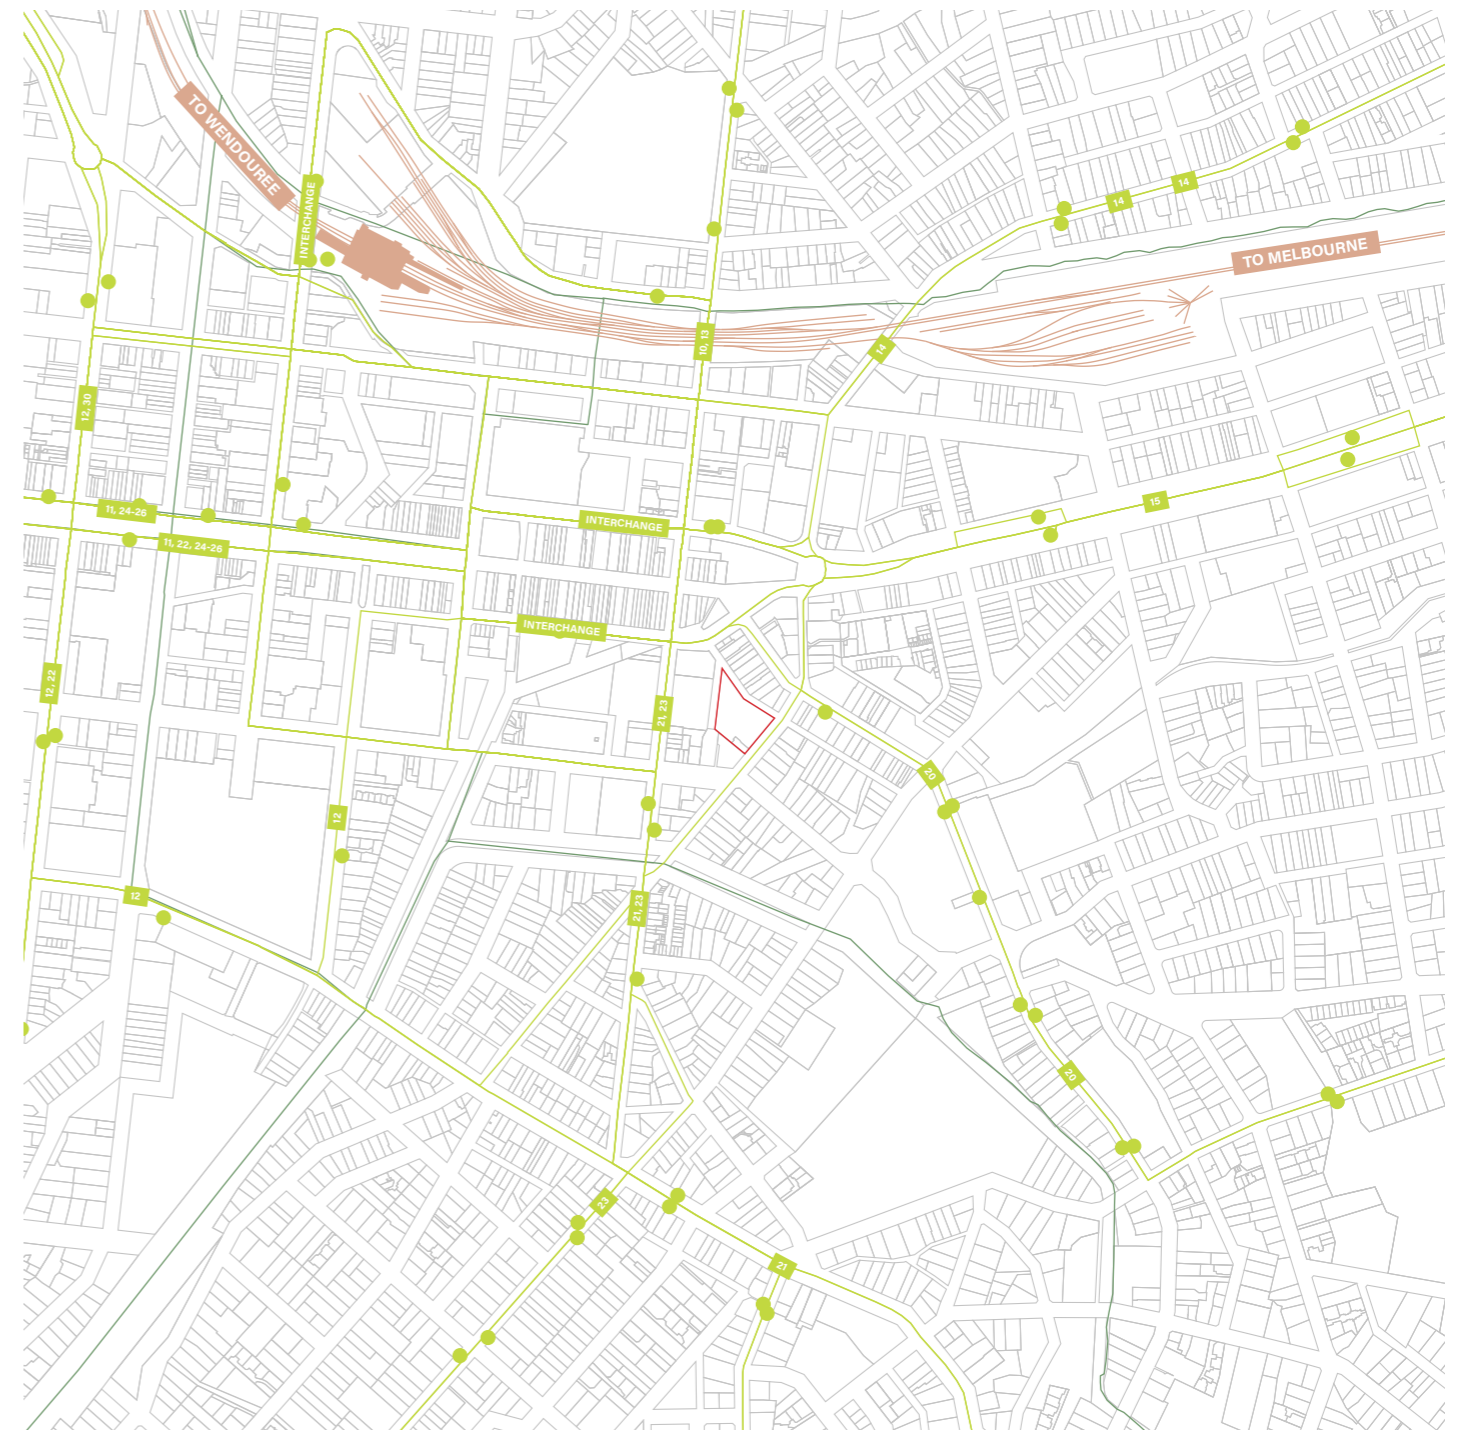 TO WENDOUREE
INTERCHANGE
14
14
TO MELBOURNE
10, 13
14
12, 30
11, 24-26
INTERCHANGE
15
11, 22, 24-26
INTERCHANGE
12, 22
21, 23
20
12
12
21, 23
20
23
21